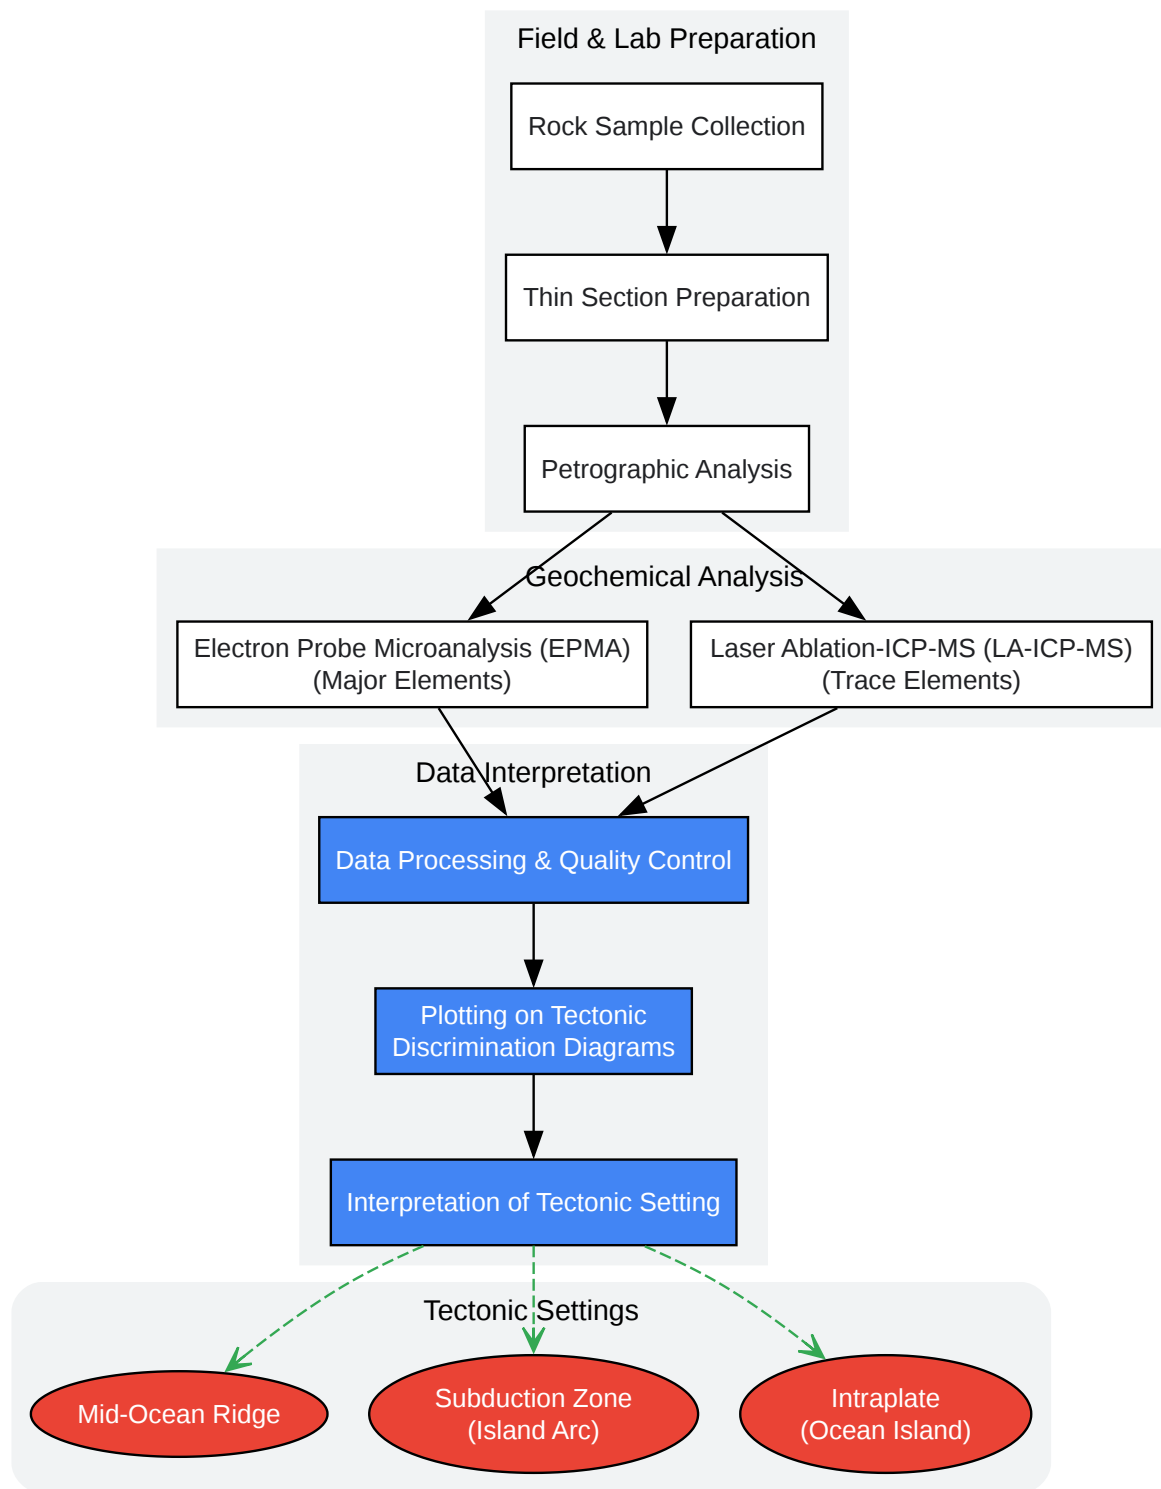 Field & Lab Preparation
Rock Sample Collection
Thin Section Preparation
Petrographic Analysis
Geochemical Analysis
Electron Probe Microanalysis (EPMA)
(Major Elements)
Laser Ablation-ICP-MS (LA-ICP-MS)
(Trace Elements)
Data Interpretation
Data Processing & Quality Control
Plotting on Tectonic
Discrimination Diagrams
Interpretation of Tectonic Setting
Tectonic Settings
Mid-Ocean Ridge
Subduction Zone
(Island Arc)
Intraplate
(Ocean Island)